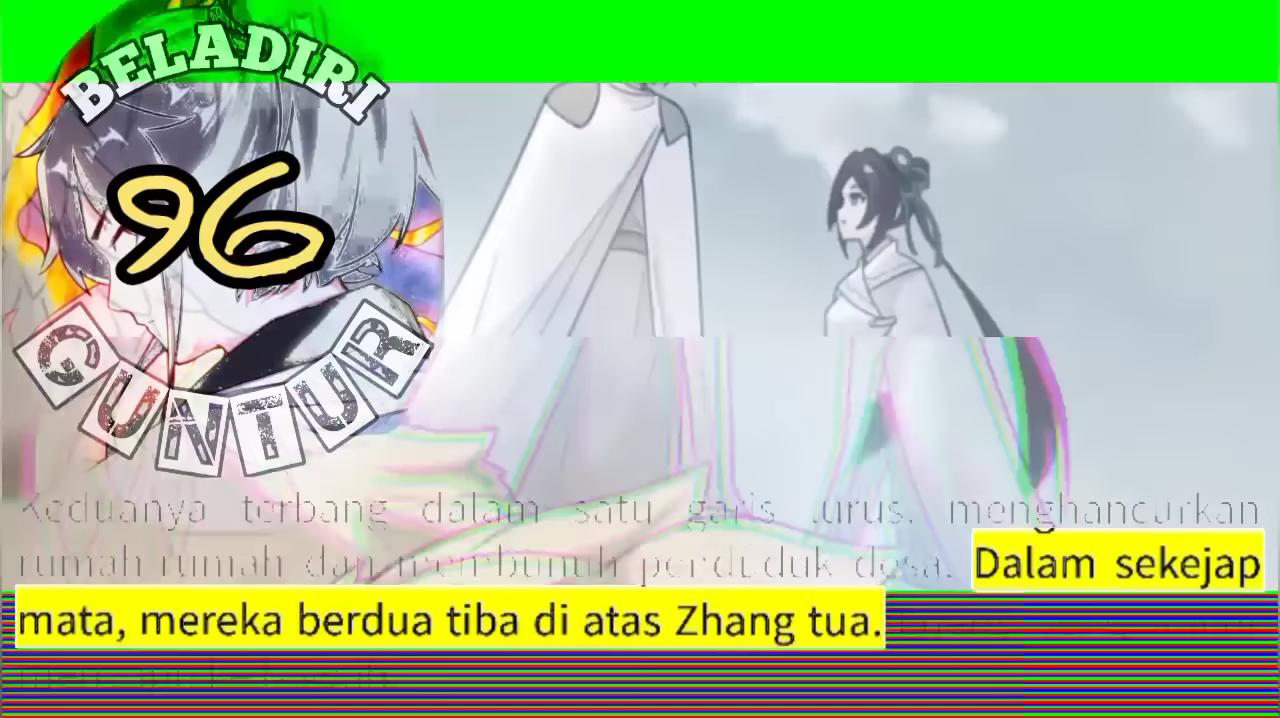 BELADIRI
96
GUNTUR
Keduanya terbang dalam satu garis lurus, menghancurkan
rumah rumah dan membunuh penduduk desa. Dalam sekejap
mata, mereka berdua tiba di atas Zhang tua.